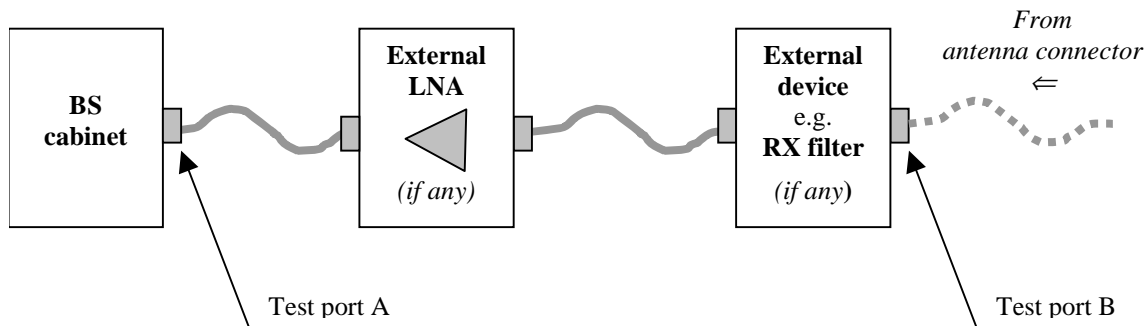 BS
cabinet
External
LNA
(if any)
External
device
e.g.
RX filter
(if any)
From
antenna connector
⇐
Test port A
Test port B